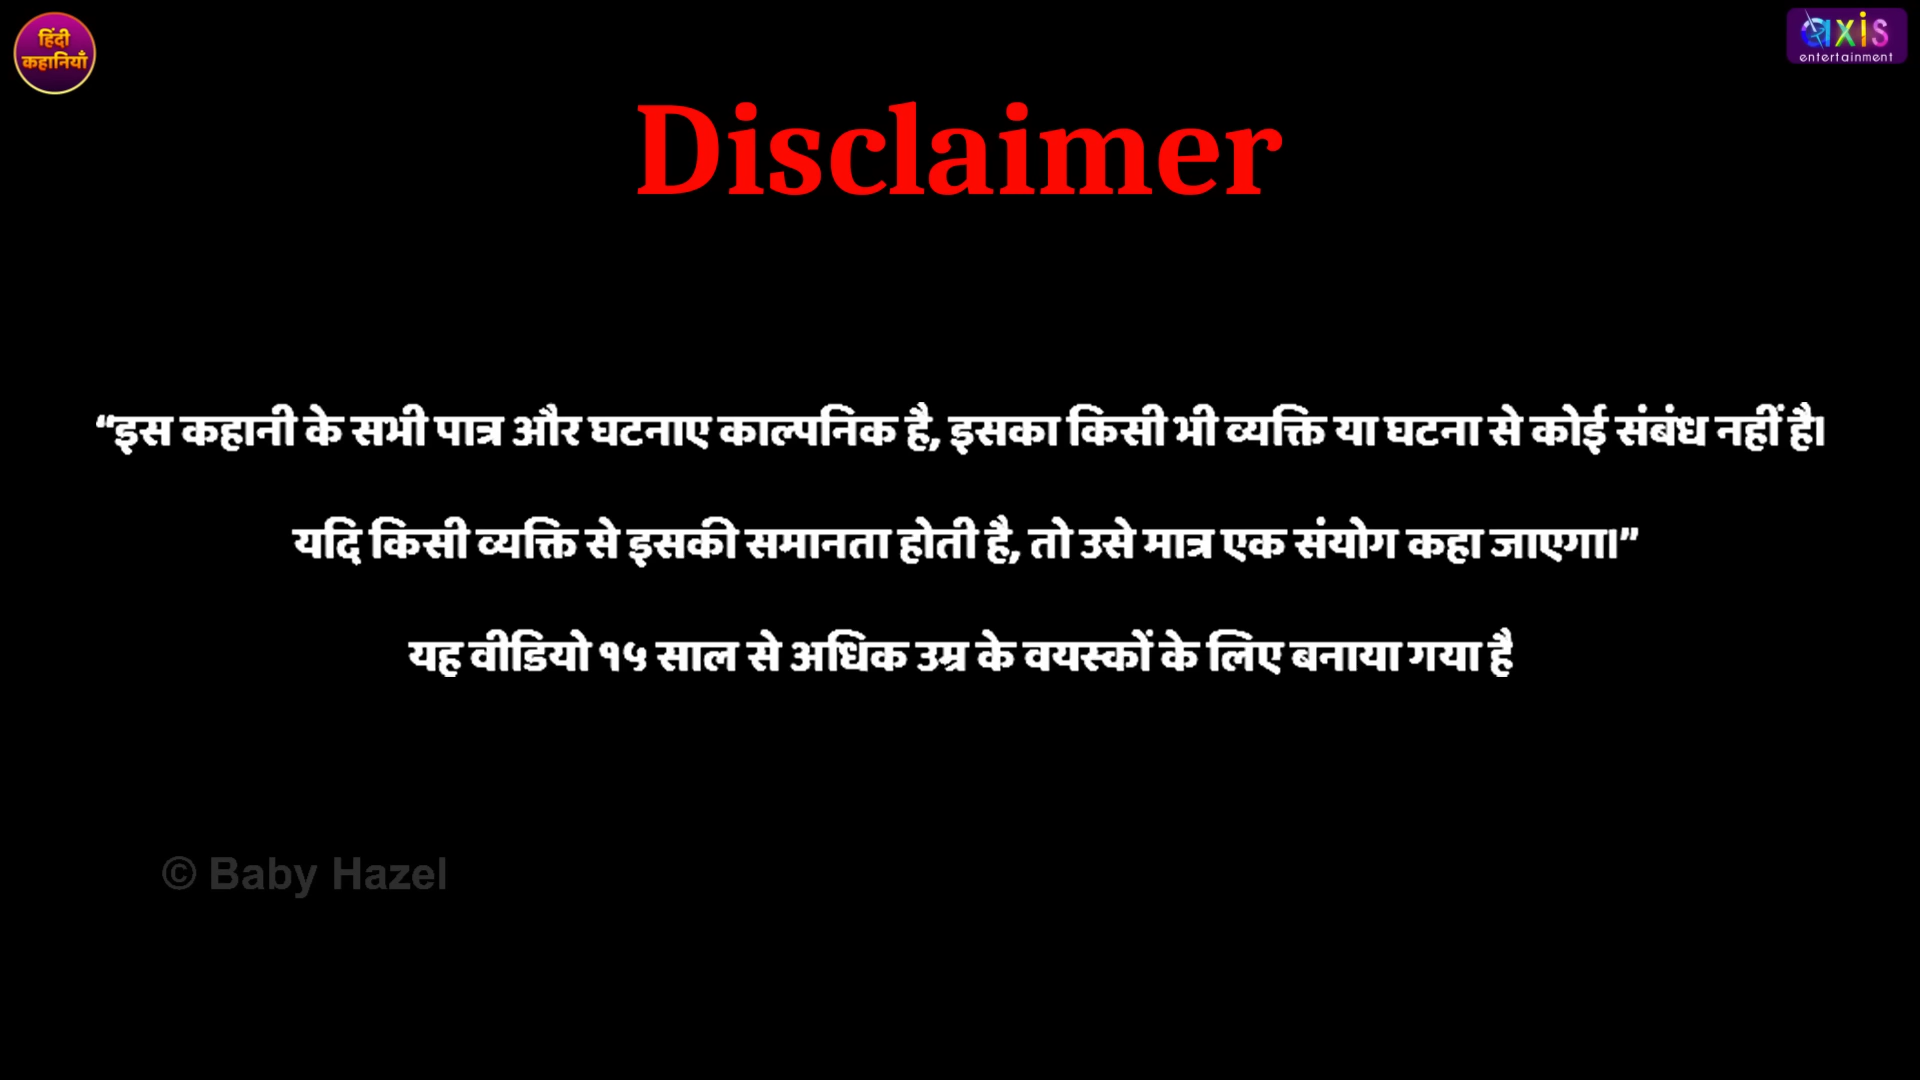 हिंदी
कहानियाँ
axis
entertainment
Disclaimer
“इस कहानी के सभी पात्र और घटनाए काल्पनिक है, इसका किसी भी व्यक्ति या घटना से कोई संबंध नहीं है।
यदि किसी व्यक्ति से इसकी समानता होती है, तो उसे मात्र एक संयोग कहा जाएगा।”
यह वीडियो १५ साल से अधिक उम्र के वयस्कों के लिए बनाया गया है
© Baby Hazel